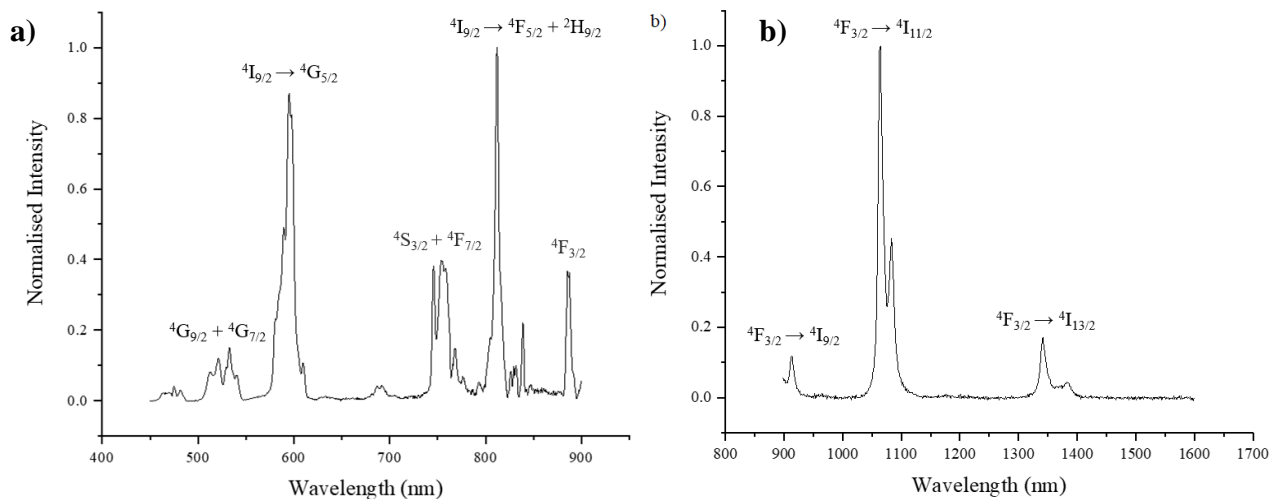 a)
⁴I₉/₂ → ⁴F₅/₂ + ²H₉/₂
⁴I₉/₂ → ⁴G₅/₂
⁴S₃/₂ + ⁴F₇/₂
⁴F₃/₂
⁴G₉/₂ + ⁴G₇/₂
Normalised Intensity
1.0
0.8
0.6
0.4
0.2
0.0
400 500 600 700 800 900
Wavelength (nm)
b)
b)
⁴F₃/₂ → ⁴I₁₁/₂
⁴F₃/₂ → ⁴I₁₃/₂
⁴F₃/₂ → ⁴I₉/₂
Normalised Intensity
1.0
0.8
0.6
0.4
0.2
0.0
800 900 1000 1100 1200 1300 1400 1500 1600 1700
Wavelength (nm)